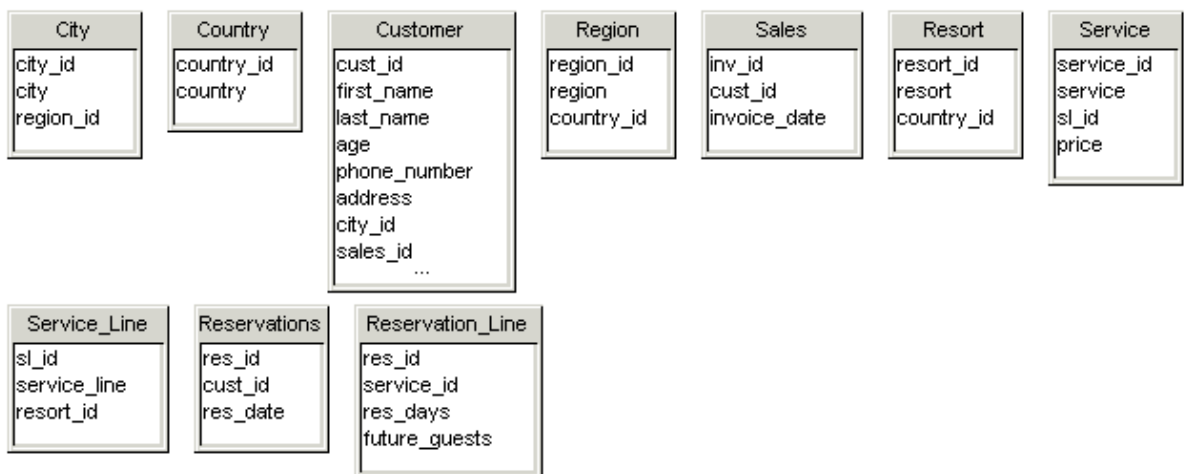 City
city_id
city
region_id
Country
country_id
country
Customer
cust_id
first_name
last_name
age
phone_number
address
city_id
sales_id
...
Region
region_id
region
country_id
Sales
inv_id
cust_id
invoice_date
Resort
resort_id
resort
country_id
Service
service_id
service
sl_id
price
Service_Line
sl_id
service_line
resort_id
Reservations
res_id
cust_id
res_date
Reservation_Line
res_id
service_id
res_days
future_guests